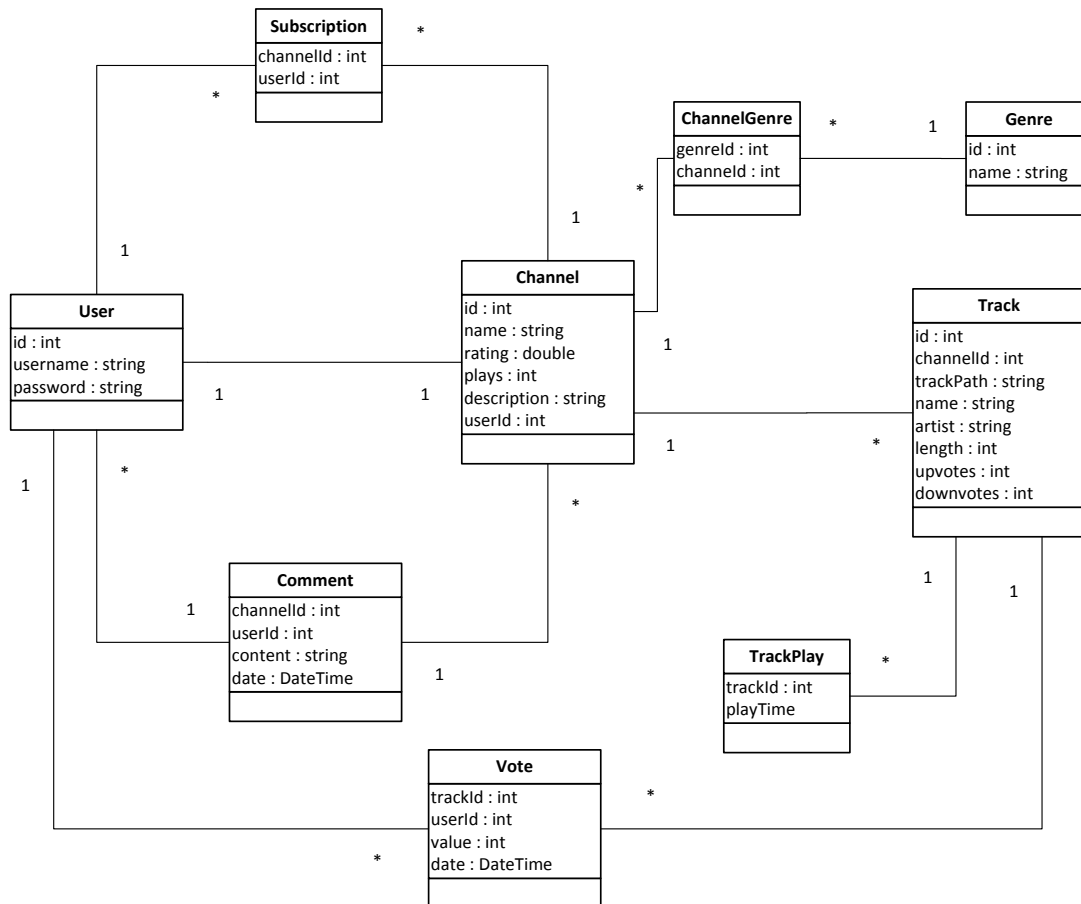 Subscription
channelId : int
userId : int
*
*
1
1
ChannelGenre
genreId : int
channeId : int
*
*
1
1
Genre
id : int
name : string
User
id : int
username : string
password : string
1
1
Channel
id : int
name : string
rating : double
plays : int
description : string
userId : int
1
*
Track
id : int
channelId : int
trackPath : string
name : string
artist : string
length : int
upvotes : int
downvotes : int
1
*
*
1
1
Comment
channelId : int
userId : int
content : string
date : DateTime
1
1
*
TrackPlay
trackId : int
playTime
Vote
trackId : int
userId : int
value : int
date : DateTime
*
*